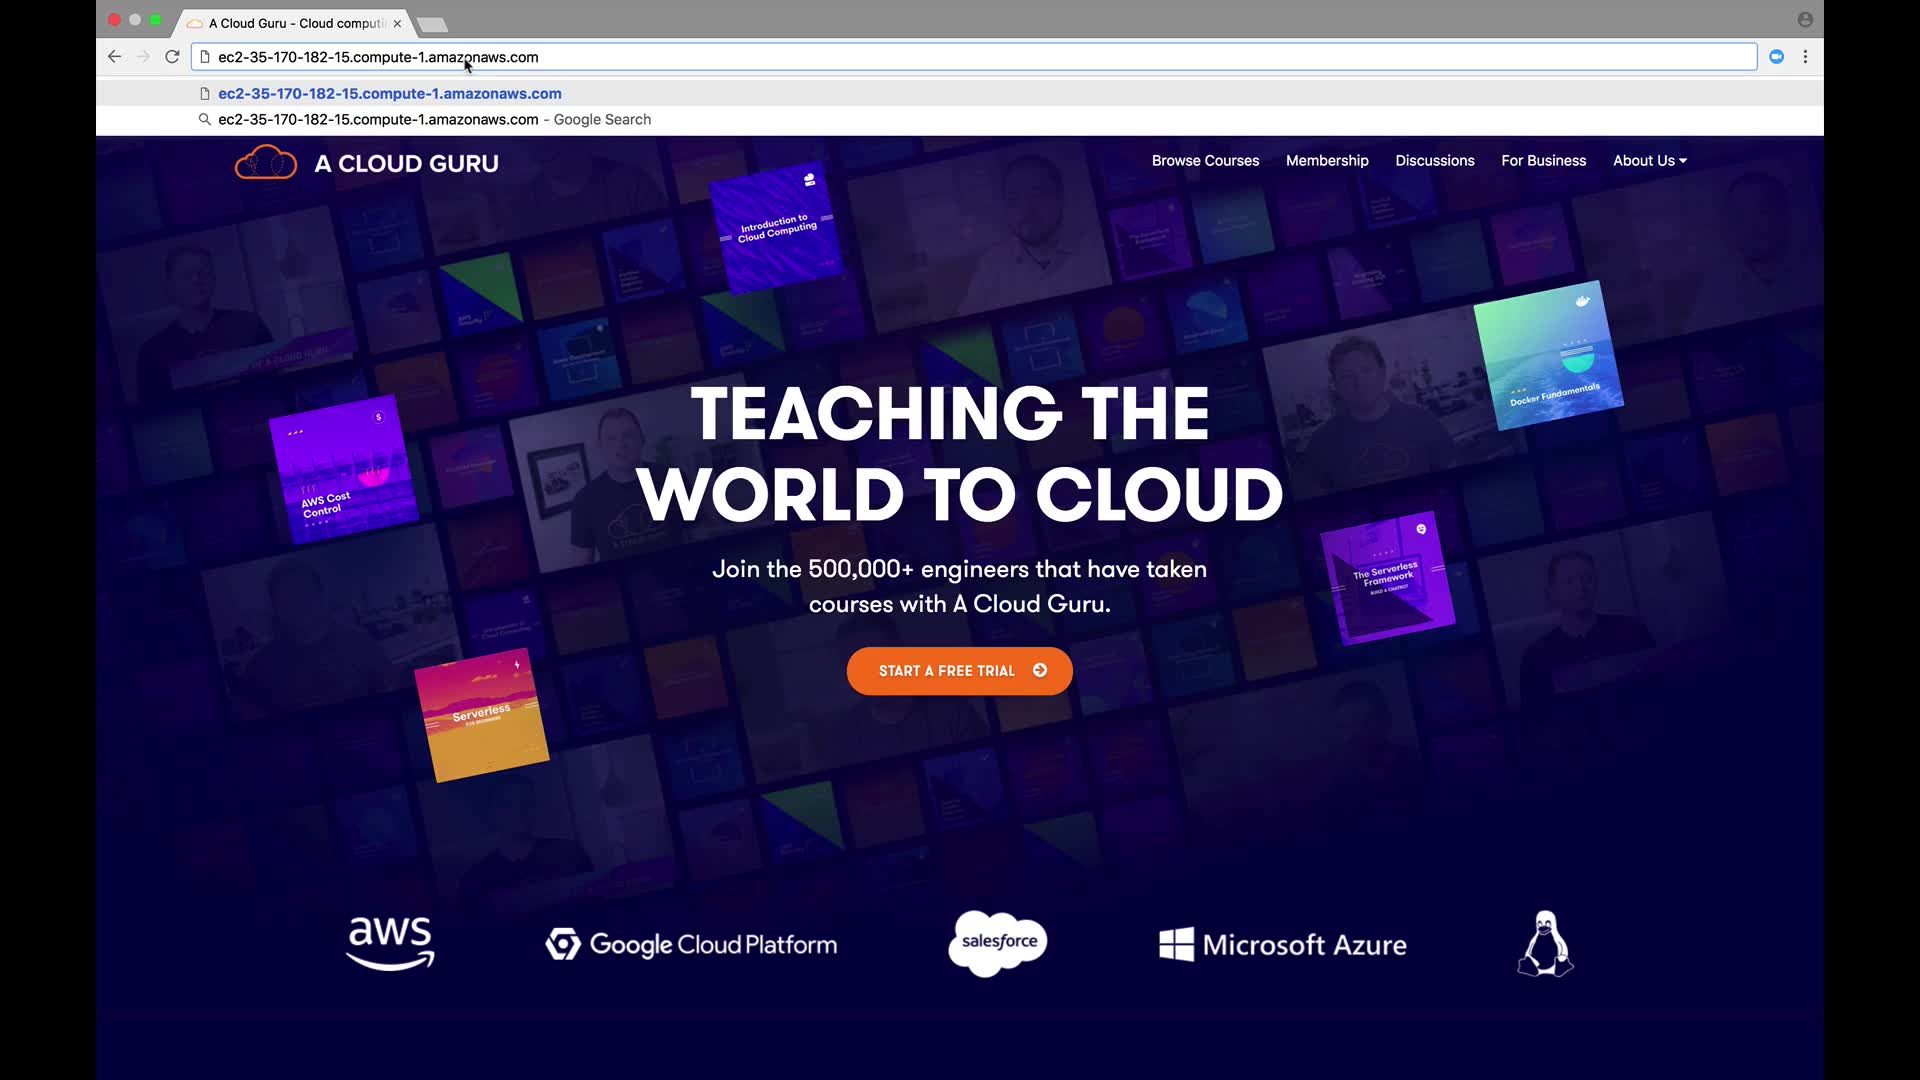 A Cloud Guru - Cloud computi
ec2-35-170-182-15.compute-1.amazonaws.com
ec2-35-170-182-15.compute-1.amazonaws.com
ec2-35-170-182-15.compute-1.amazonaws.com - Google Search
A CLOUD GURU
Browse Courses Membership Discussions For Business About Us
Introduction to
Cloud Computing
Docker Fundamentals
AWS Cost
Control
TEACHING THE
WORLD TO CLOUD
The Serverless
Framework
BUILD A CHATBOT
Join the 500,000+ engineers that have taken
courses with A Cloud Guru.
START A FREE TRIAL
Serverless
FOR BEGINNERS
aws
Google Cloud Platform
salesforce
Microsoft Azure